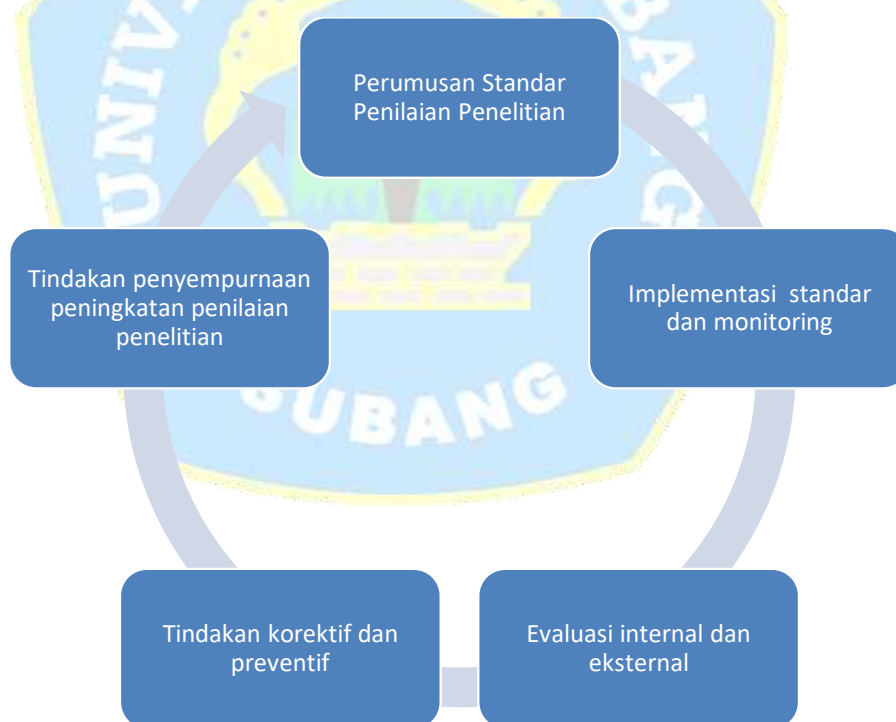 Perumusan Standar
Penilaian Penelitian
Implementasi standar
dan monitoring
Evaluasi internal dan
eksternal
Tindakan korektif dan
preventif
Tindakan penyempurnaan
peningkatan penilaian
penelitian
SUBANG